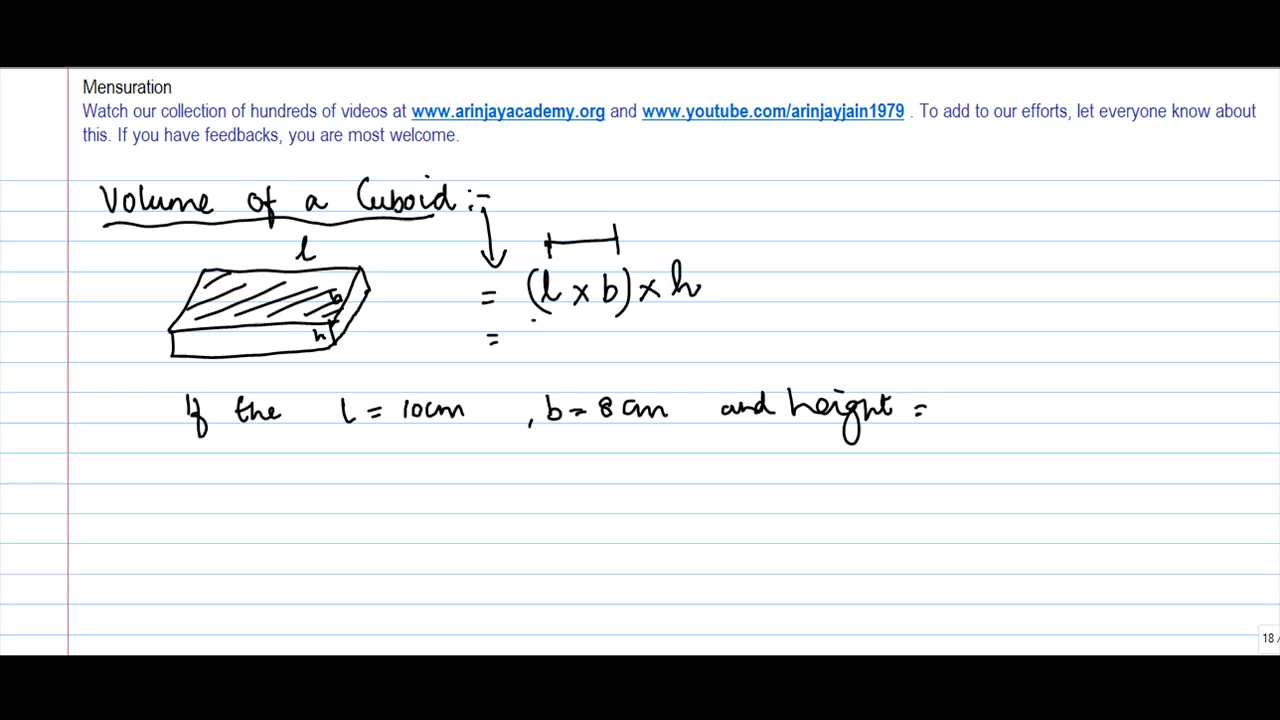 Mensuration
Watch our collection of hundreds of videos at www.arinjayacademy.org and www.youtube.com/arinjayjain1979 . To add to our efforts, let everyone know about
this. If you have feedbacks, you are most welcome.
Volume of a Cuboid :-
l
= (l x b) x h
b
h
=
If the l = 10cm , b = 8 cm and height =
18 /